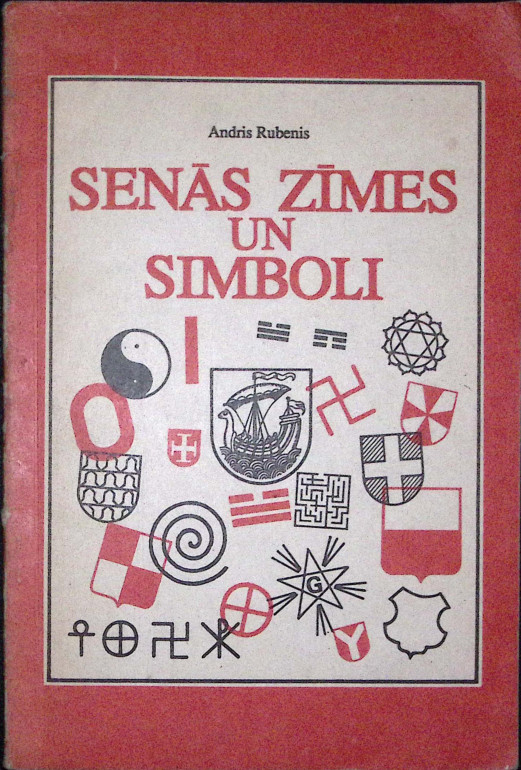 Andris Rubenis
SENĀS ZĪMES
UN
SIMBOLI
G